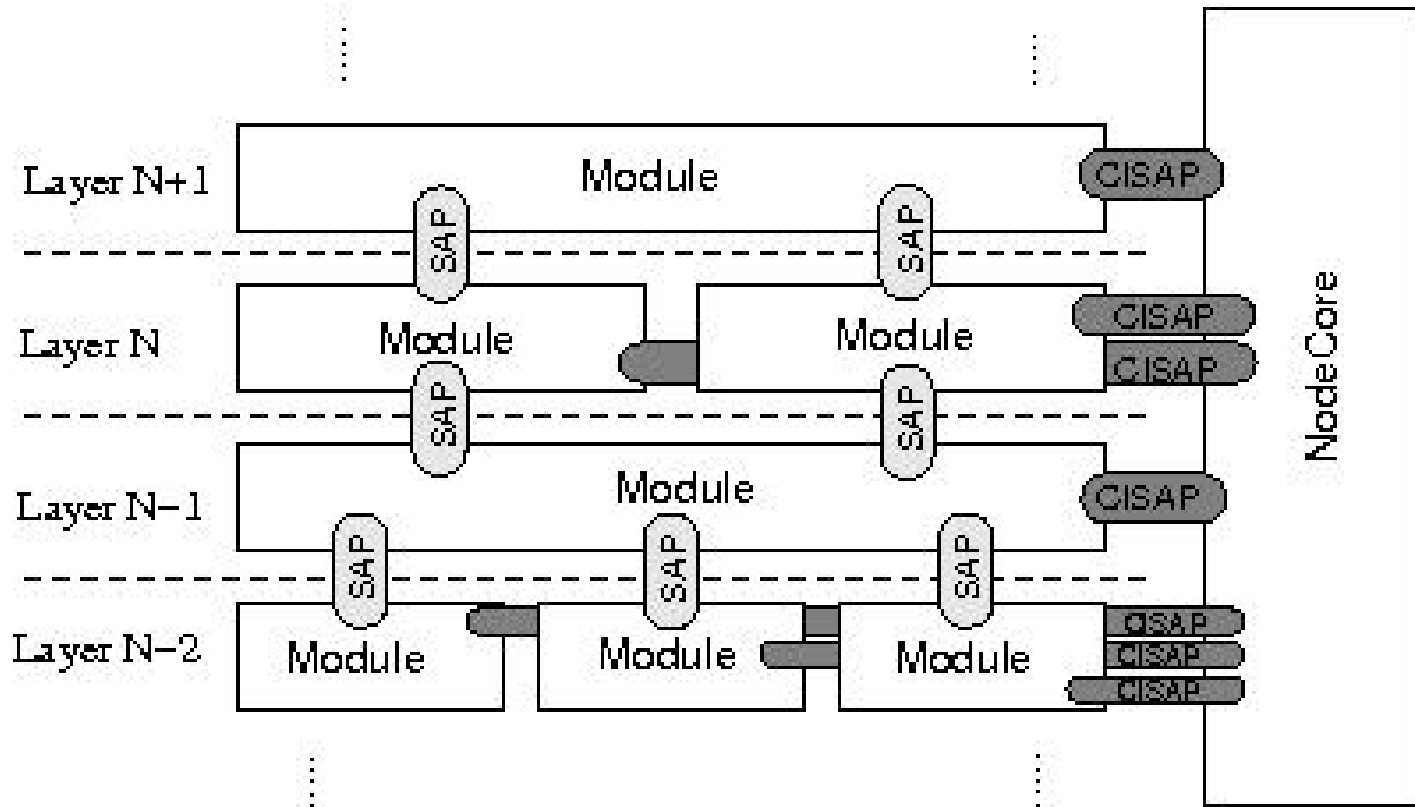 Layer N+1
Module
CISAP
SAP
SAP
Layer N
Module
Module
CISAP
CISAP
SAP
SAP
Layer N-1
Module
CISAP
SAP
SAP
SAP
Layer N-2
Module
Module
Module
CISAP
CISAP
CISAP
NodeCore